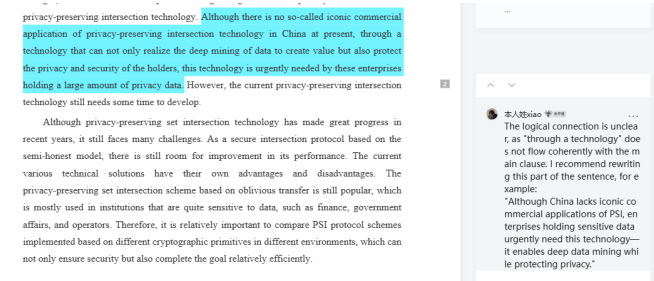 privacy-preserving intersection technology. Although there is no so-called iconic commercial
application of privacy-preserving intersection technology in China at present, through a
technology that can not only realize the deep mining of data to create value but also protect
the privacy and security of the holders, this technology is urgently needed by these enterprises
holding a large amount of privacy data. However, the current privacy-preserving intersection
technology still needs some time to develop.
Although privacy-preserving set intersection technology has made great progress in
recent years, it still faces many challenges. As a secure intersection protocol based on the
semi-honest model, there is still room for improvement in its performance. The current
various technical solutions have their own advantages and disadvantages. The
privacy-preserving set intersection scheme based on oblivious transfer is still popular, which
is mostly used in institutions that are quite sensitive to data, such as finance, government
affairs, and operators. Therefore, it is relatively important to compare PSI protocol schemes
implemented based on different cryptographic primitives in different environments, which can
not only ensure security but also complete the goal relatively efficiently.
2
...
本人姓xiao
...
The logical connection is unclea
r, as "through a technology" doe
s not flow coherently with the m
ain clause. I recommend rewritin
g this part of the sentence, for e
xample:
"Although China lacks iconic co
mmercial applications of PSI, en
terprises holding sensitive data
urgently need this technology—
it enables deep data mining whi
le protecting privacy."